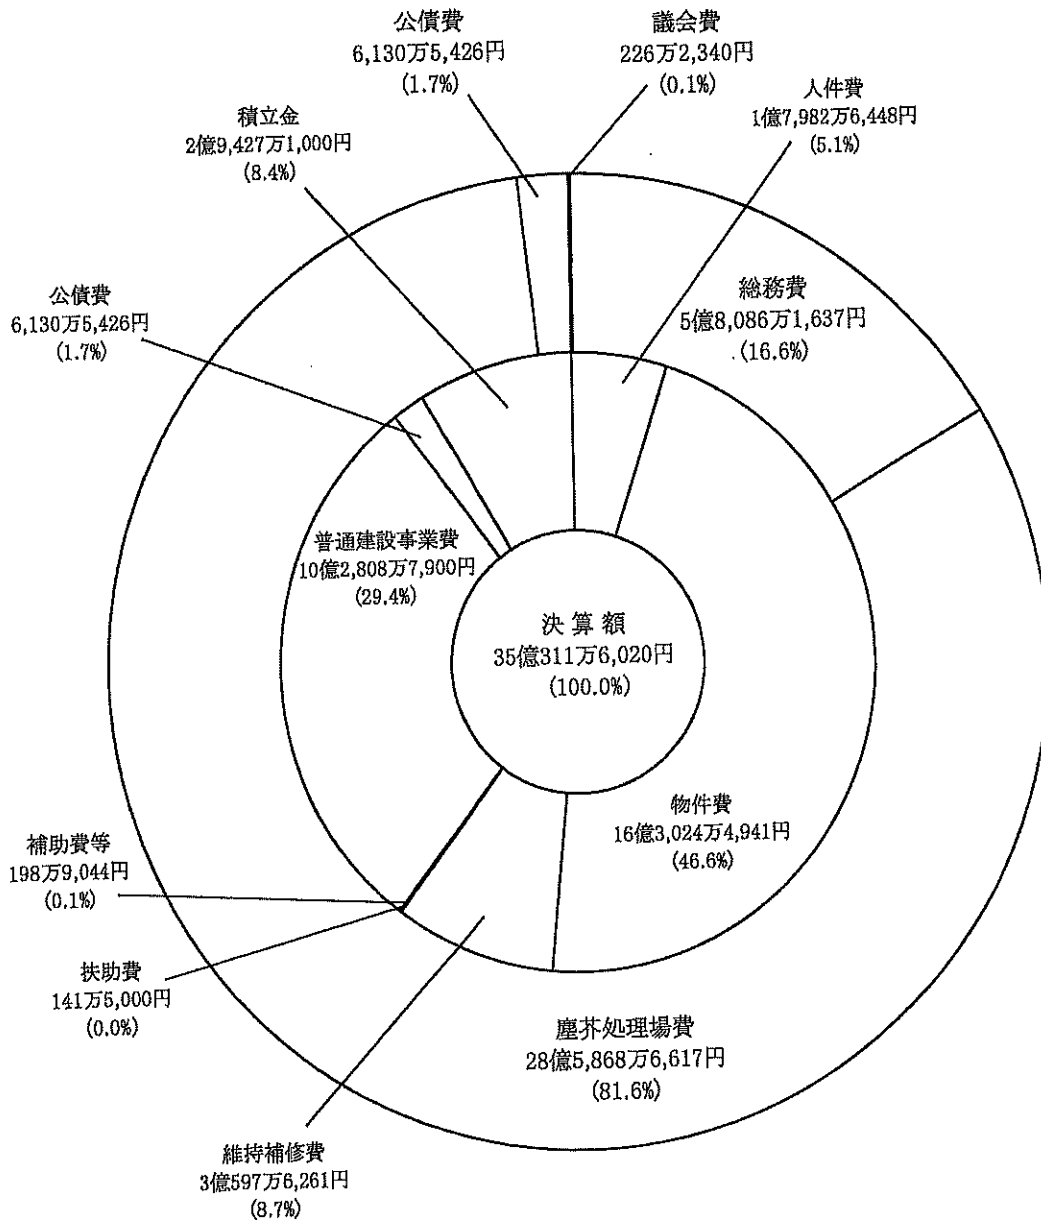 公債費
6,130万5,426円
(1.7%)
議会費
226万2,340円
(0.1%)
人件費
1億7,982万6,448円
(5.1%)
積立金
2億9,427万1,000円
(8.4%)
総務費
5億8,086万1,637円
(16.6%)
公債費
6,130万5,426円
(1.7%)
普通建設事業費
10億2,808万7,900円
(29.4%)
決算額
35億311万6,020円
(100.0%)
物件費
16億3,024万4,941円
(46.6%)
補助費等
198万9,044円
(0.1%)
扶助費
141万5,000円
(0.0%)
塵芥処理場費
28億5,868万6,617円
(81.6%)
維持補修費
3億597万6,261円
(8.7%)